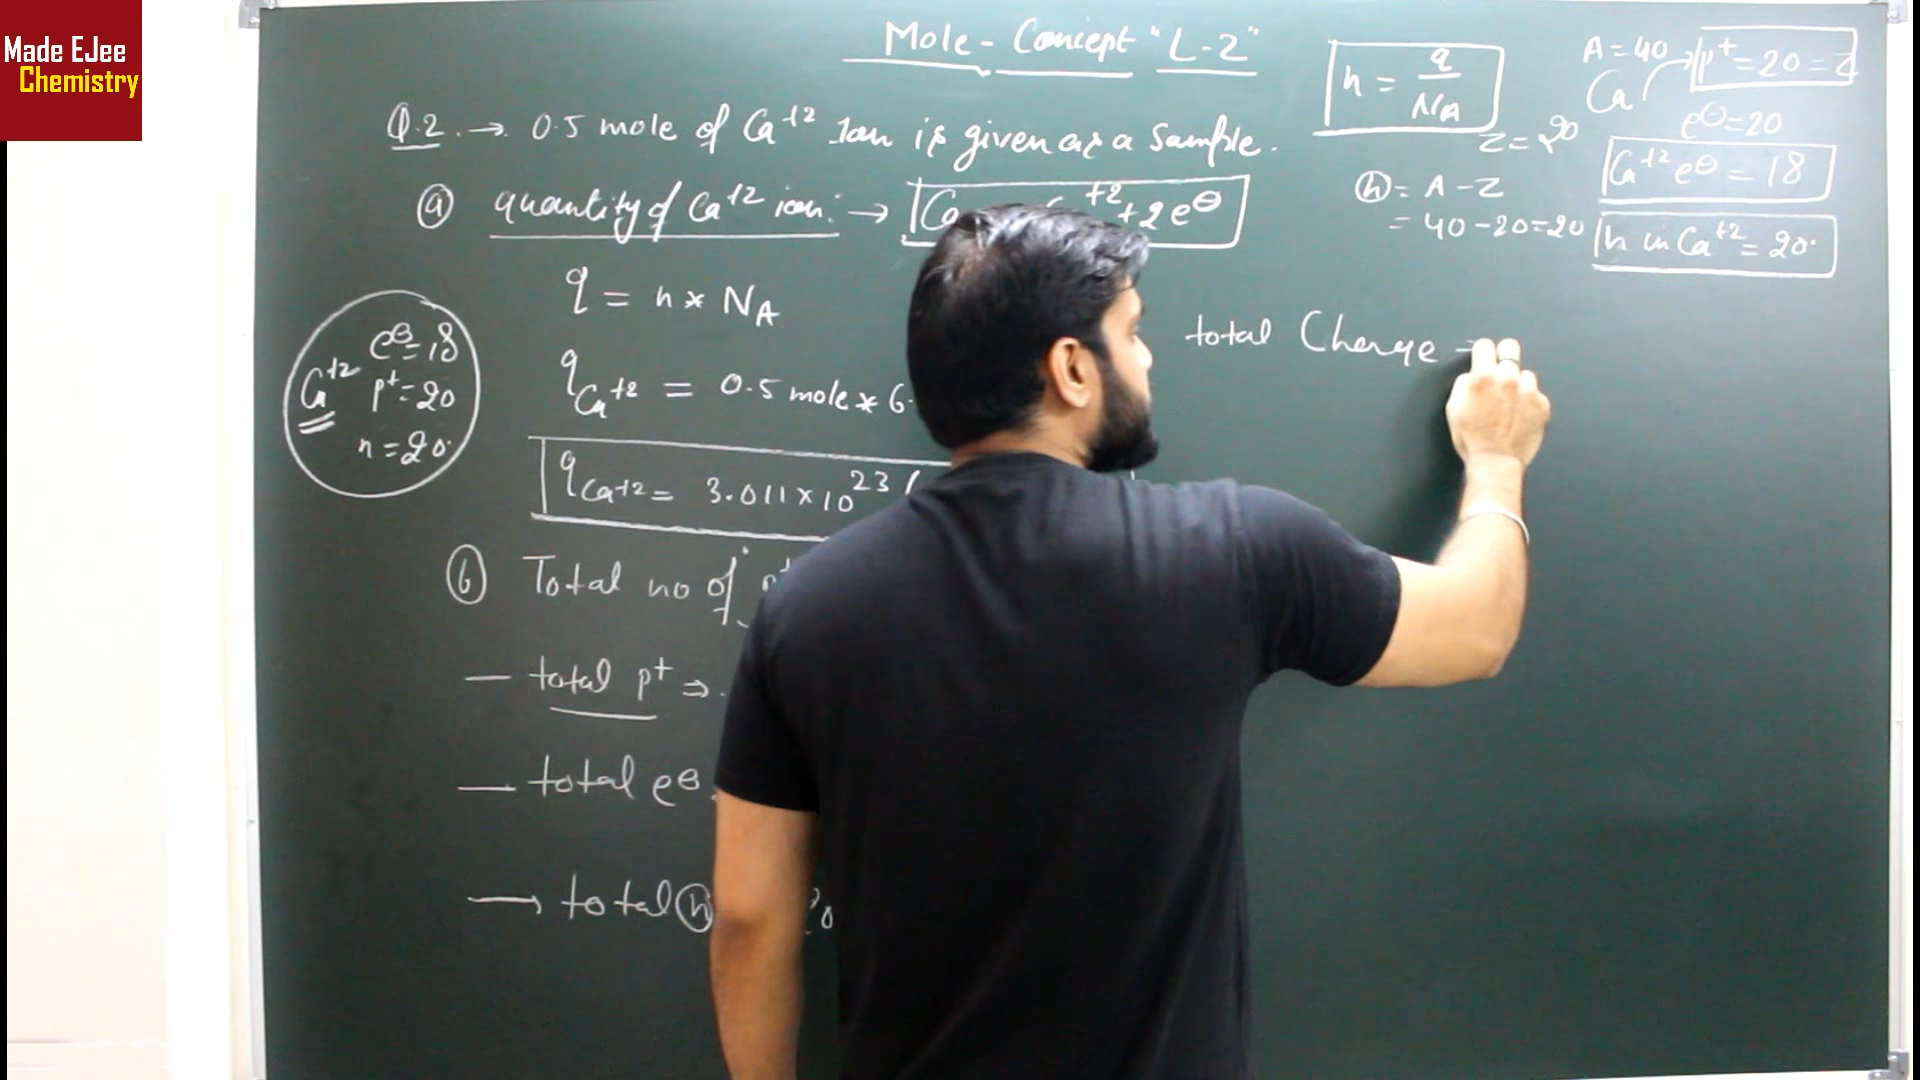 Made EJee
Chemistry
Mole - Concept "L-2"
n = q / NA
A = 40
Ca
p+ = 20 = Z
e⊖ = 20
Z = 20
Ca+2 e⊖ = 18
n in Ca+2 = 20.
ⓝ = A - Z
= 40 - 20 = 20
Q.2. → 0.5 mole of Ca+2 Ion is given as a sample.
ⓐ quantity of Ca+2 ion. → +2 + 2e⊖
q = n * NA
qCa+2 = 0.5 mole * 6.
qCa+2 = 3.011 × 10^23
Ca+2
e⊖ = 18
p+ = 20
n = 20.
ⓑ Total no of
— total p+ ⇒
— total e⊖
→ total ⓝ
total Charge